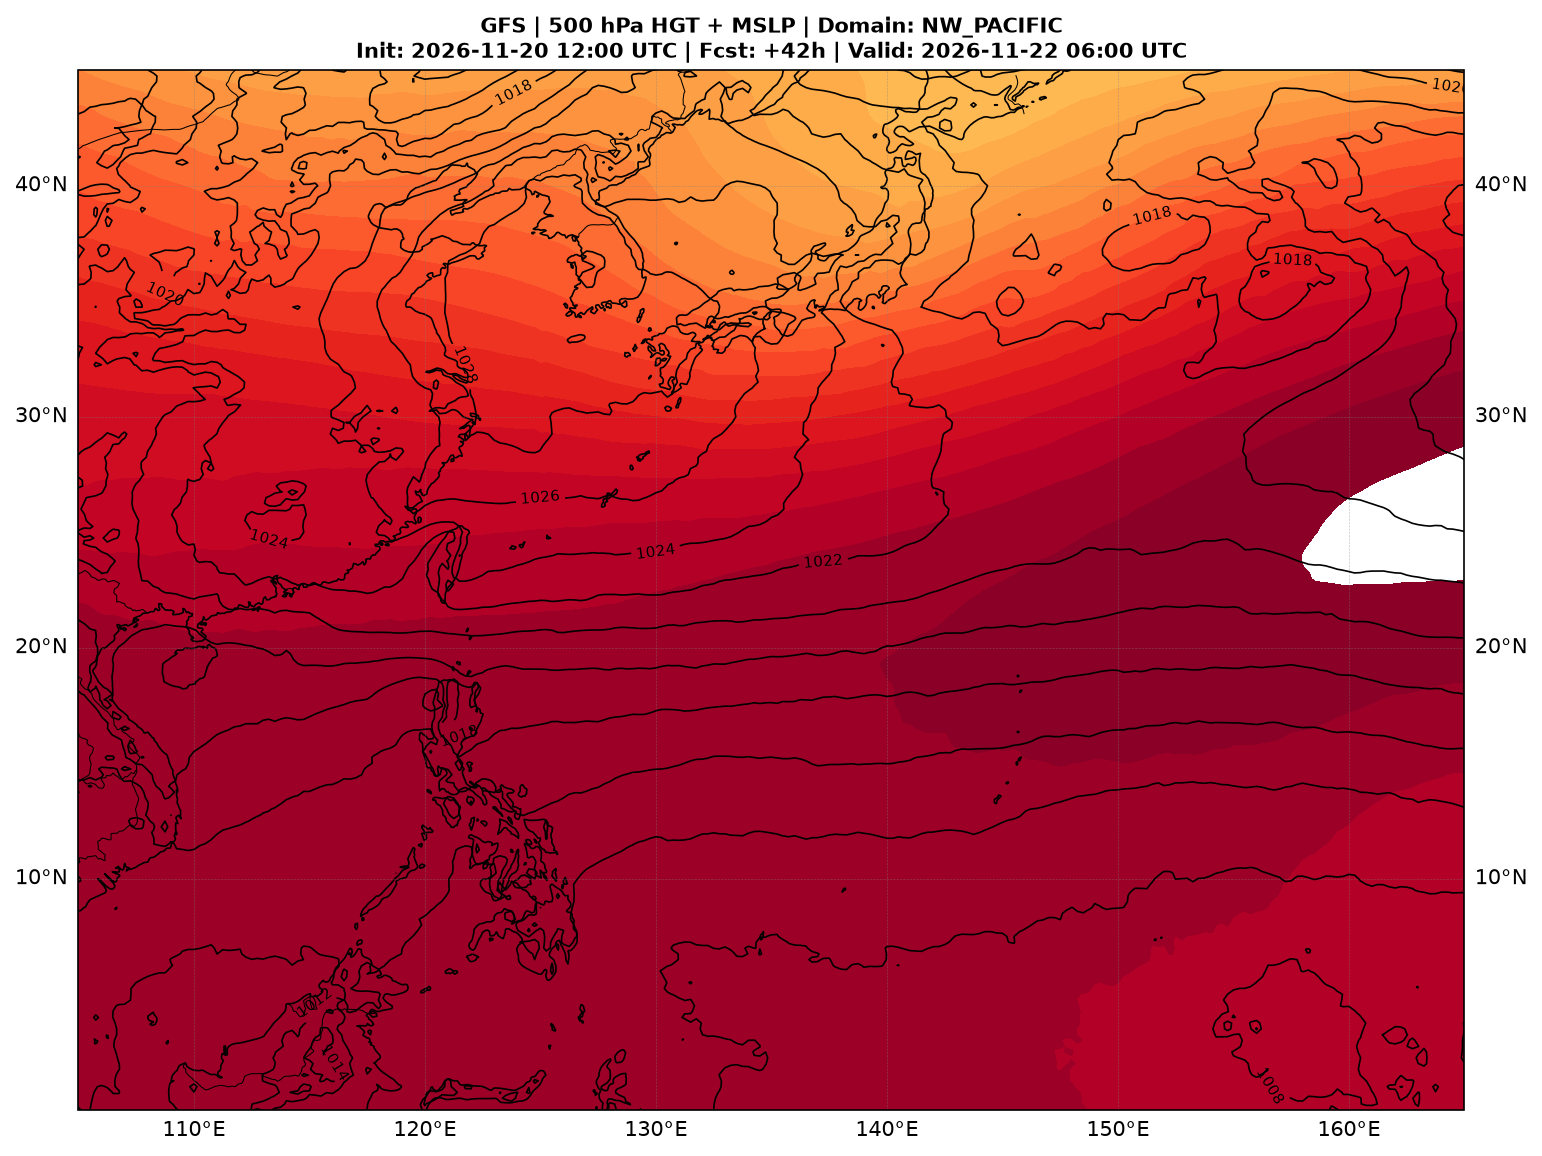 GFS | 500 hPa HGT + MSLP | Domain: NW_PACIFIC
Init: 2026-11-20 12:00 UTC | Fcst: +42h | Valid: 2026-11-22 06:00 UTC
1018
1020
40°N
40°N
1018
1018
1020
1028
30°N
30°N
1026
1024
1024
1022
20°N
20°N
1018
10°N
10°N
1012
1014
1008
110°E
120°E
130°E
140°E
150°E
160°E